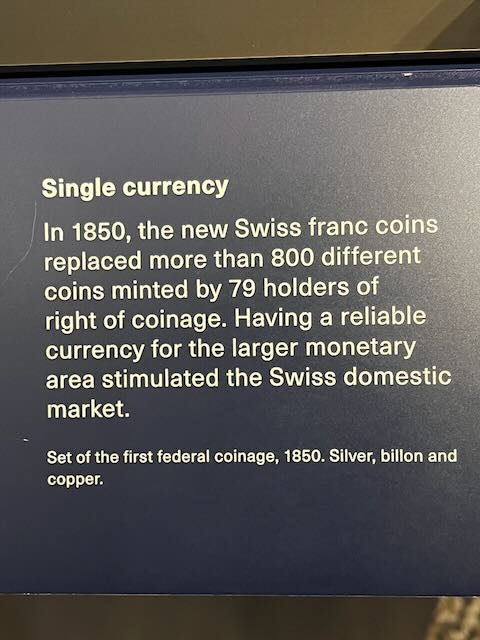 Single currency
In 1850, the new Swiss franc coins
replaced more than 800 different
coins minted by 79 holders of
right of coinage. Having a reliable
currency for the larger monetary
area stimulated the Swiss domestic
market.
Set of the first federal coinage, 1850. Silver, billon and
copper.